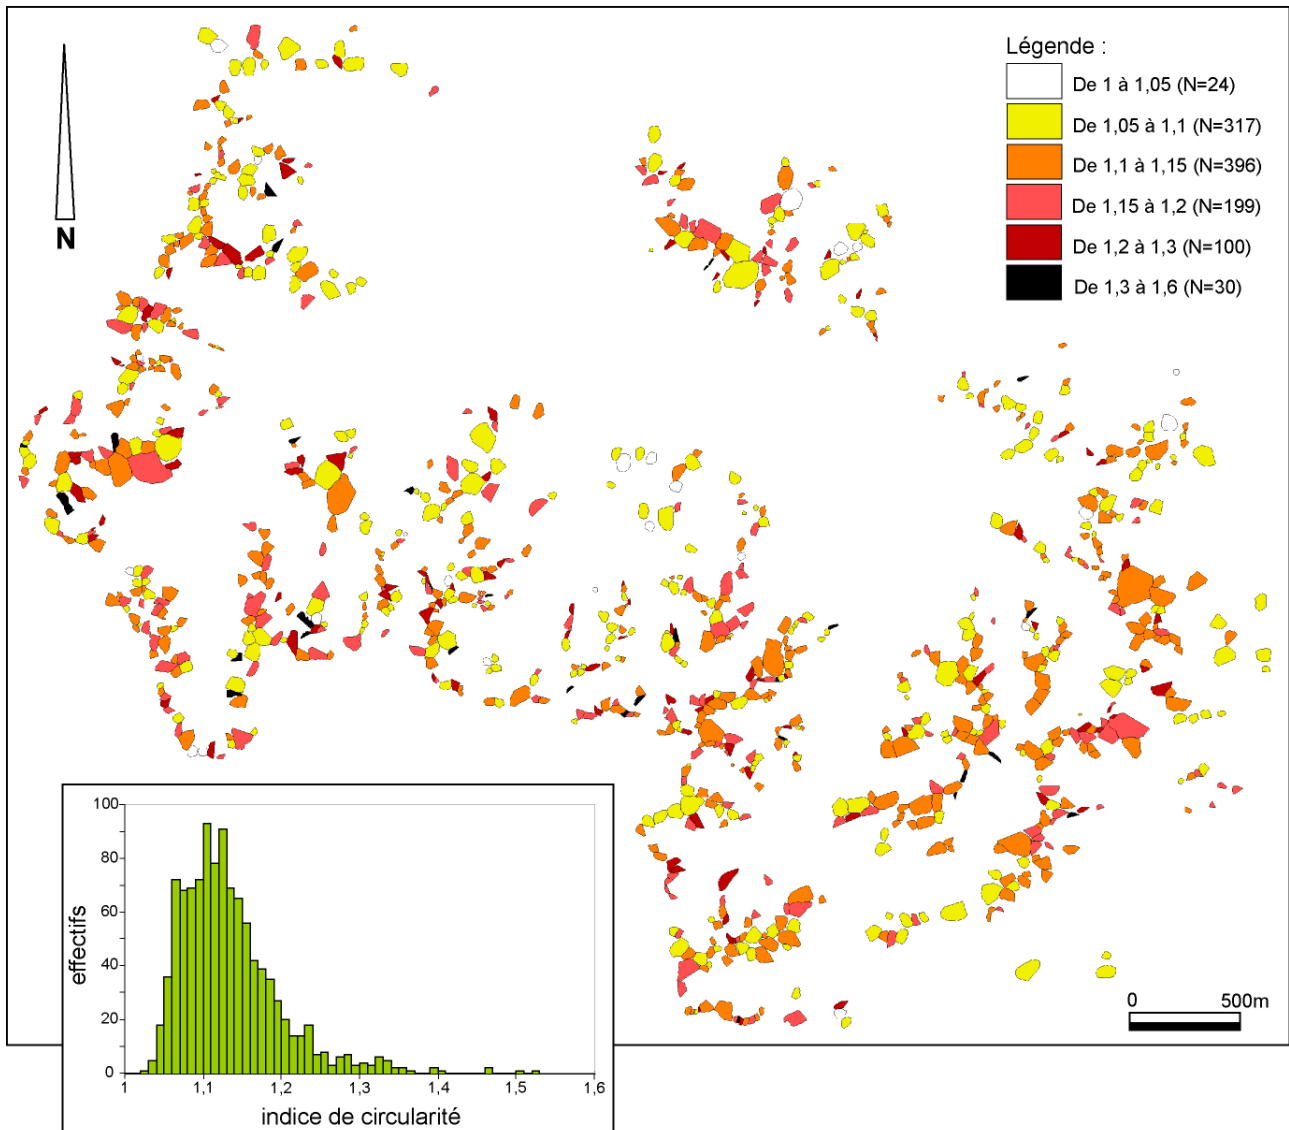 N
Légende :
De 1 à 1,05 (N=24)
De 1,05 à 1,1 (N=317)
De 1,1 à 1,15 (N=396)
De 1,15 à 1,2 (N=199)
De 1,2 à 1,3 (N=100)
De 1,3 à 1,6 (N=30)
0 500m
effectifs
100
80
60
40
20
0
1 1,1 1,2 1,3 1,4 1,5 1,6
indice de circularité